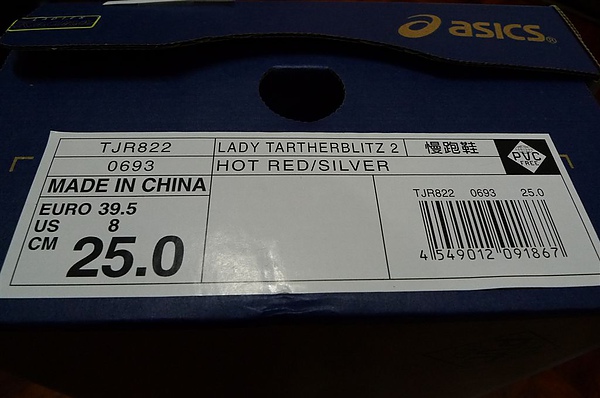 asics®
TJR822 LADY TARTHERBLITZ 2 慢跑鞋
0693 HOT RED/SILVER
PVC FREE
MADE IN CHINA
EURO 39.5
US 8
CM 25.0
TJR822 0693 25.0
4 549012 091867